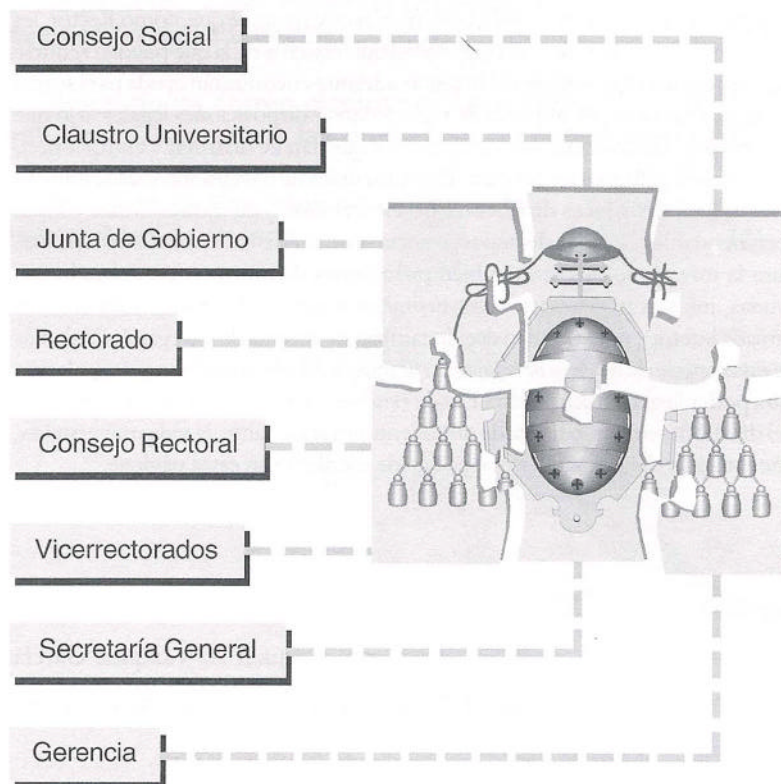 Consejo Social
Claustro Universitario
Junta de Gobierno
Rectorado
Consejo Rectoral
Vicerrectorados
Secretaría General
Gerencia